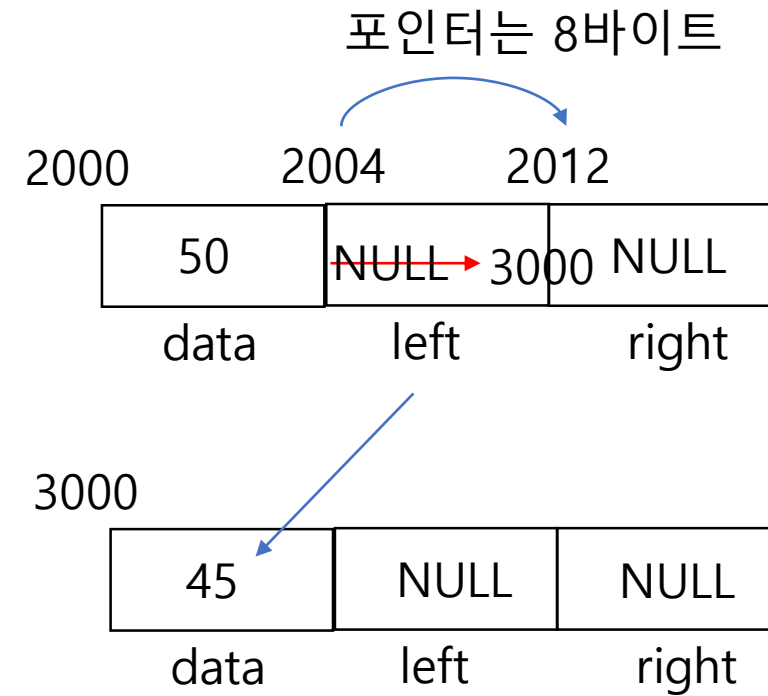 포인터는 8바이트
2000 2004 2012
50 NULL 3000 NULL
data left right
3000
45 NULL NULL
data left right